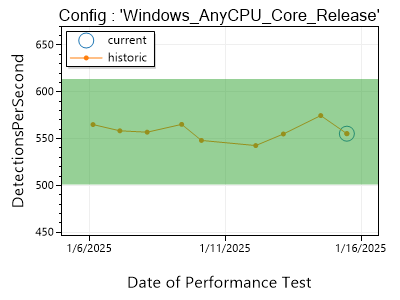 Config : 'Windows_AnyCPU_Core_Release'
current
historic
DetectionsPerSecond
650
600
550
500
450
1/6/2025
1/11/2025
1/16/2025
Date of Performance Test